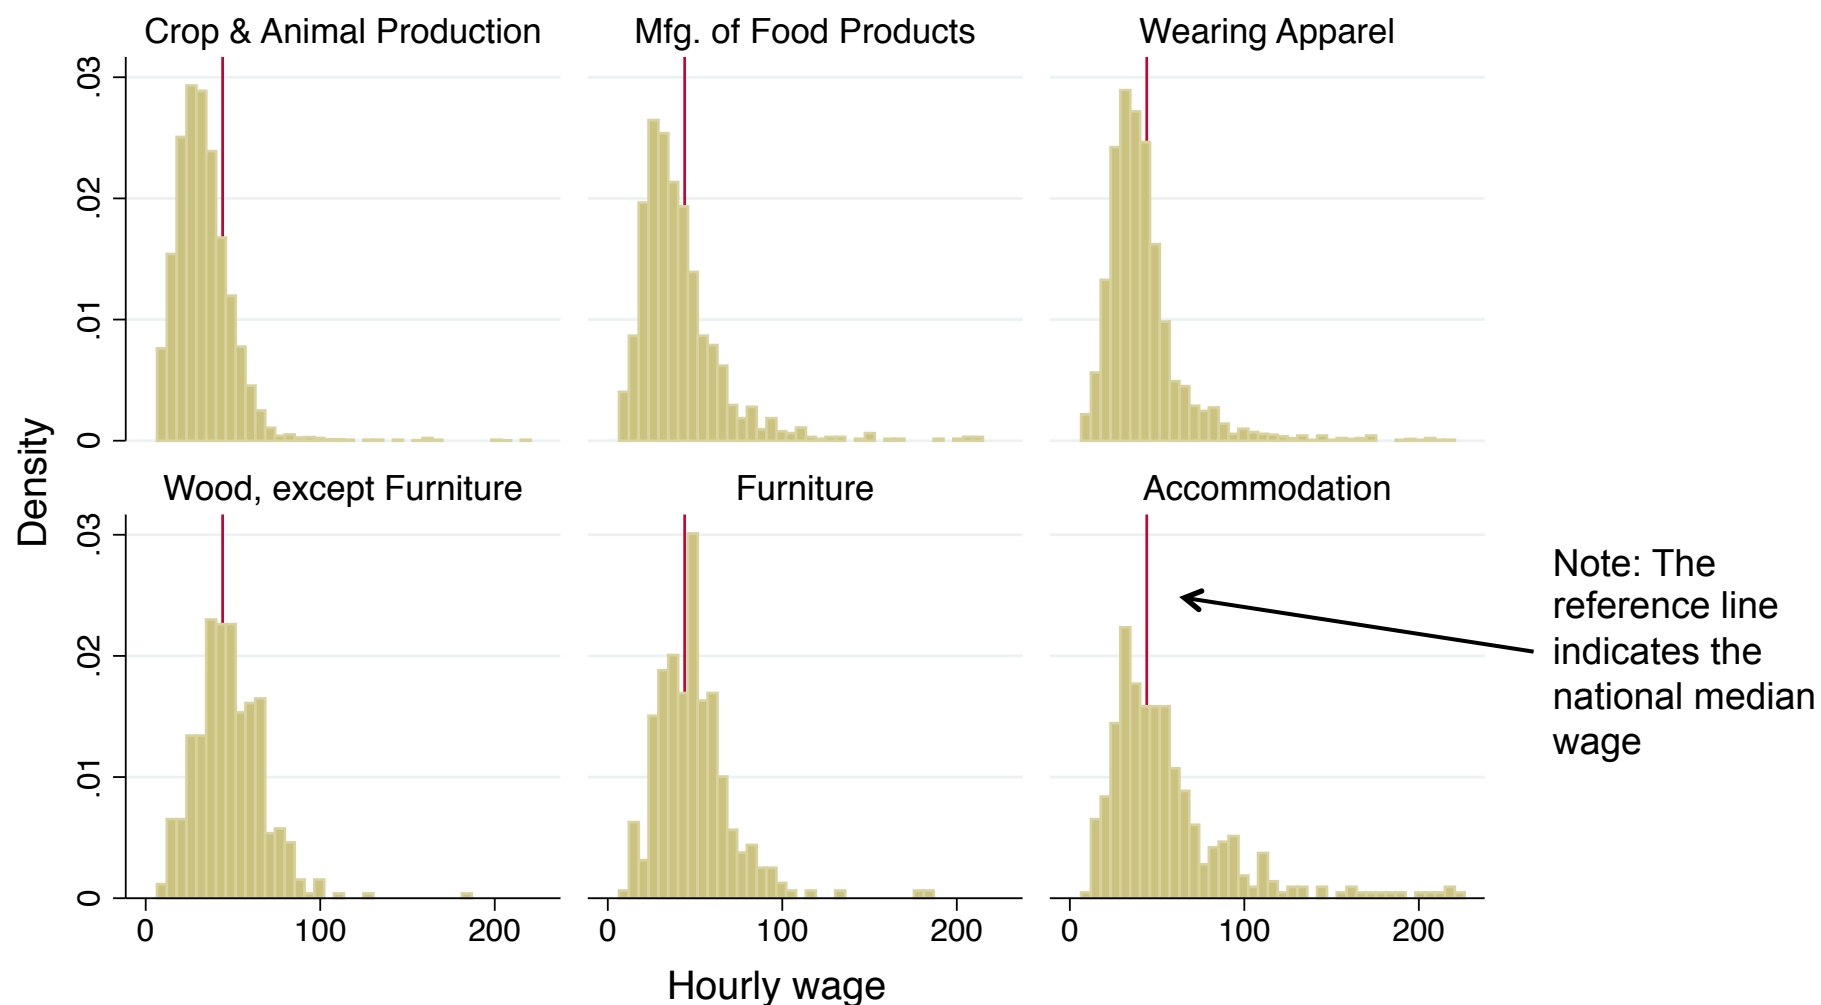 Crop & Animal Production
Mfg. of Food Products
Wearing Apparel
.03
.02
.01
0
Density
Wood, except Furniture
Furniture
Accommodation
.03
.02
.01
0
0 100 200
0 100 200
0 100 200
Hourly wage
Note: The
reference line
indicates the
national median
wage